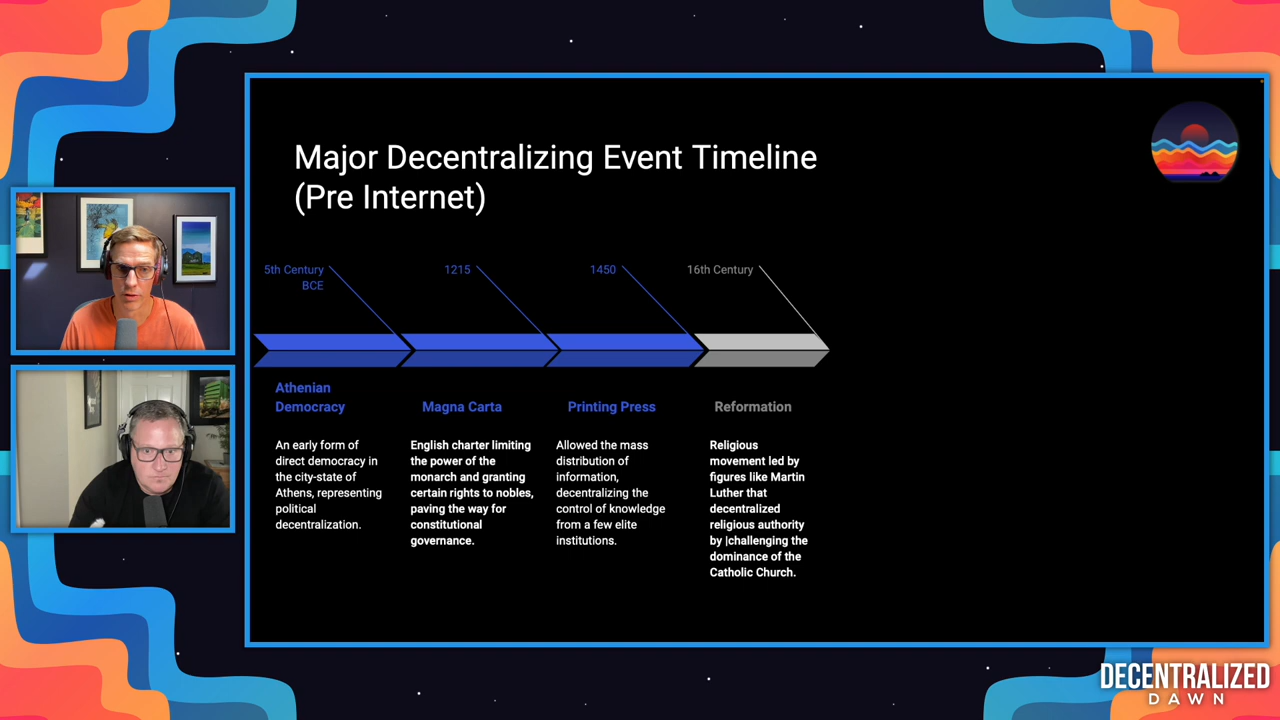 Major Decentralizing Event Timeline
(Pre Internet)
5th Century
BCE
1215
1450
16th Century
Athenian
Democracy
Magna Carta
Printing Press
Reformation
An early form of
direct democracy in
the city-state of
Athens, representing
political
decentralization.
English charter limiting
the power of the
monarch and granting
certain rights to nobles,
paving the way for
constitutional
governance.
Allowed the mass
distribution of
information,
decentralizing the
control of knowledge
from a few elite
institutions.
Religious
movement led by
figures like Martin
Luther that
decentralized
religious authority
by |challenging the
dominance of the
Catholic Church.
DECENTRALIZED
DAWN